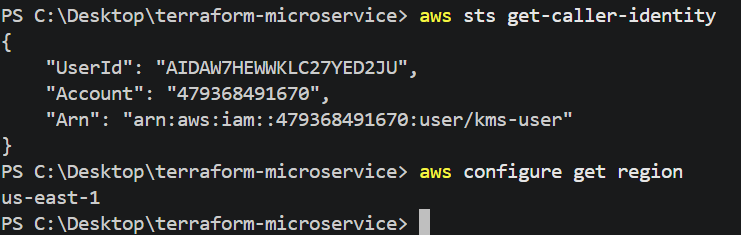 PS C:\Desktop\terraform-microservice> aws sts get-caller-identity
{
    "UserId": "AIDAW7HEWWKLC27YED2JU",
    "Account": "479368491670",
    "Arn": "arn:aws:iam::479368491670:user/kms-user"
}
PS C:\Desktop\terraform-microservice> aws configure get region
us-east-1
PS C:\Desktop\terraform-microservice>